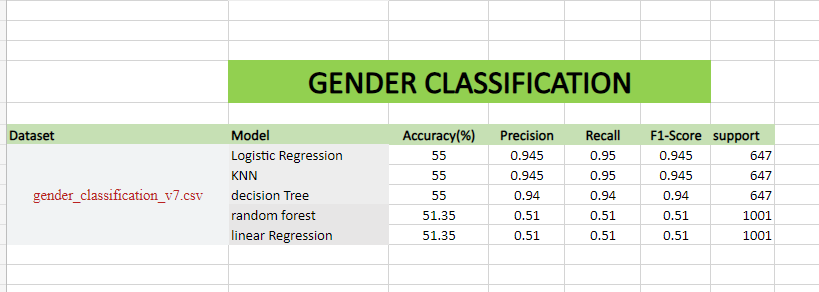 GENDER CLASSIFICATION
Dataset Model Accuracy(%) Precision Recall F1-Score support
Logistic Regression 55 0.945 0.95 0.945 647
KNN 55 0.945 0.95 0.945 647
gender_classification_v7.csv decision Tree 55 0.94 0.94 0.94 647
random forest 51.35 0.51 0.51 0.51 1001
linear Regression 51.35 0.51 0.51 0.51 1001